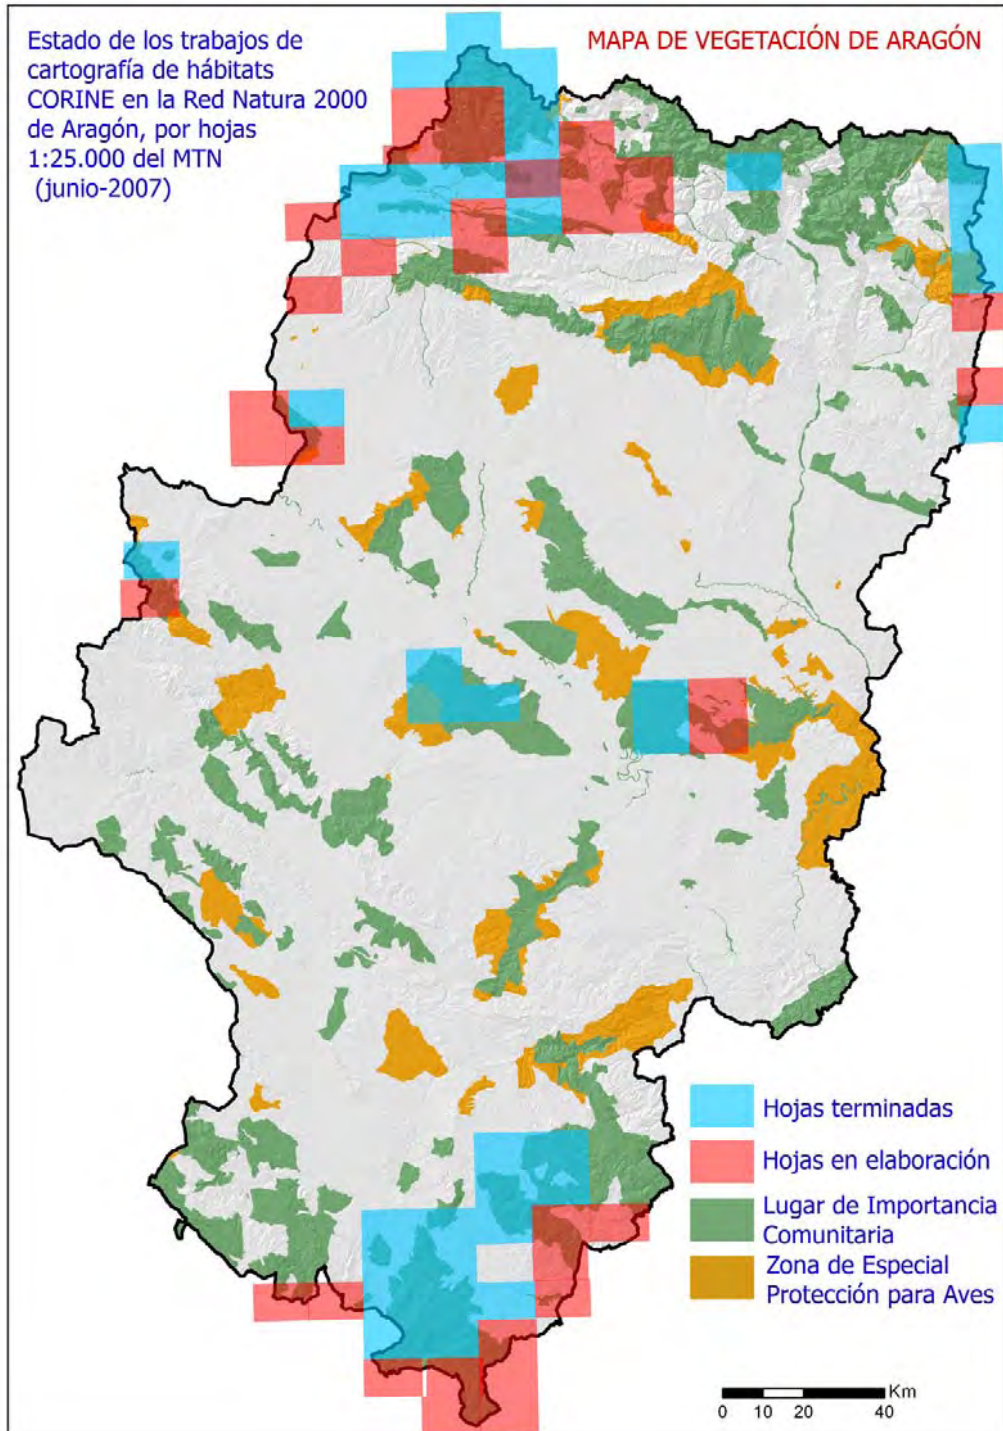 Estado de los trabajos de
cartografía de hábitats
CORINE en la Red Natura 2000
de Aragón, por hojas
1:25.000 del MTN
(junio-2007)
MAPA DE VEGETACIÓN DE ARAGÓN
Hojas terminadas
Hojas en elaboración
Lugar de Importancia
Comunitaria
Zona de Especial
Protección para Aves
Km
0 10 20 40